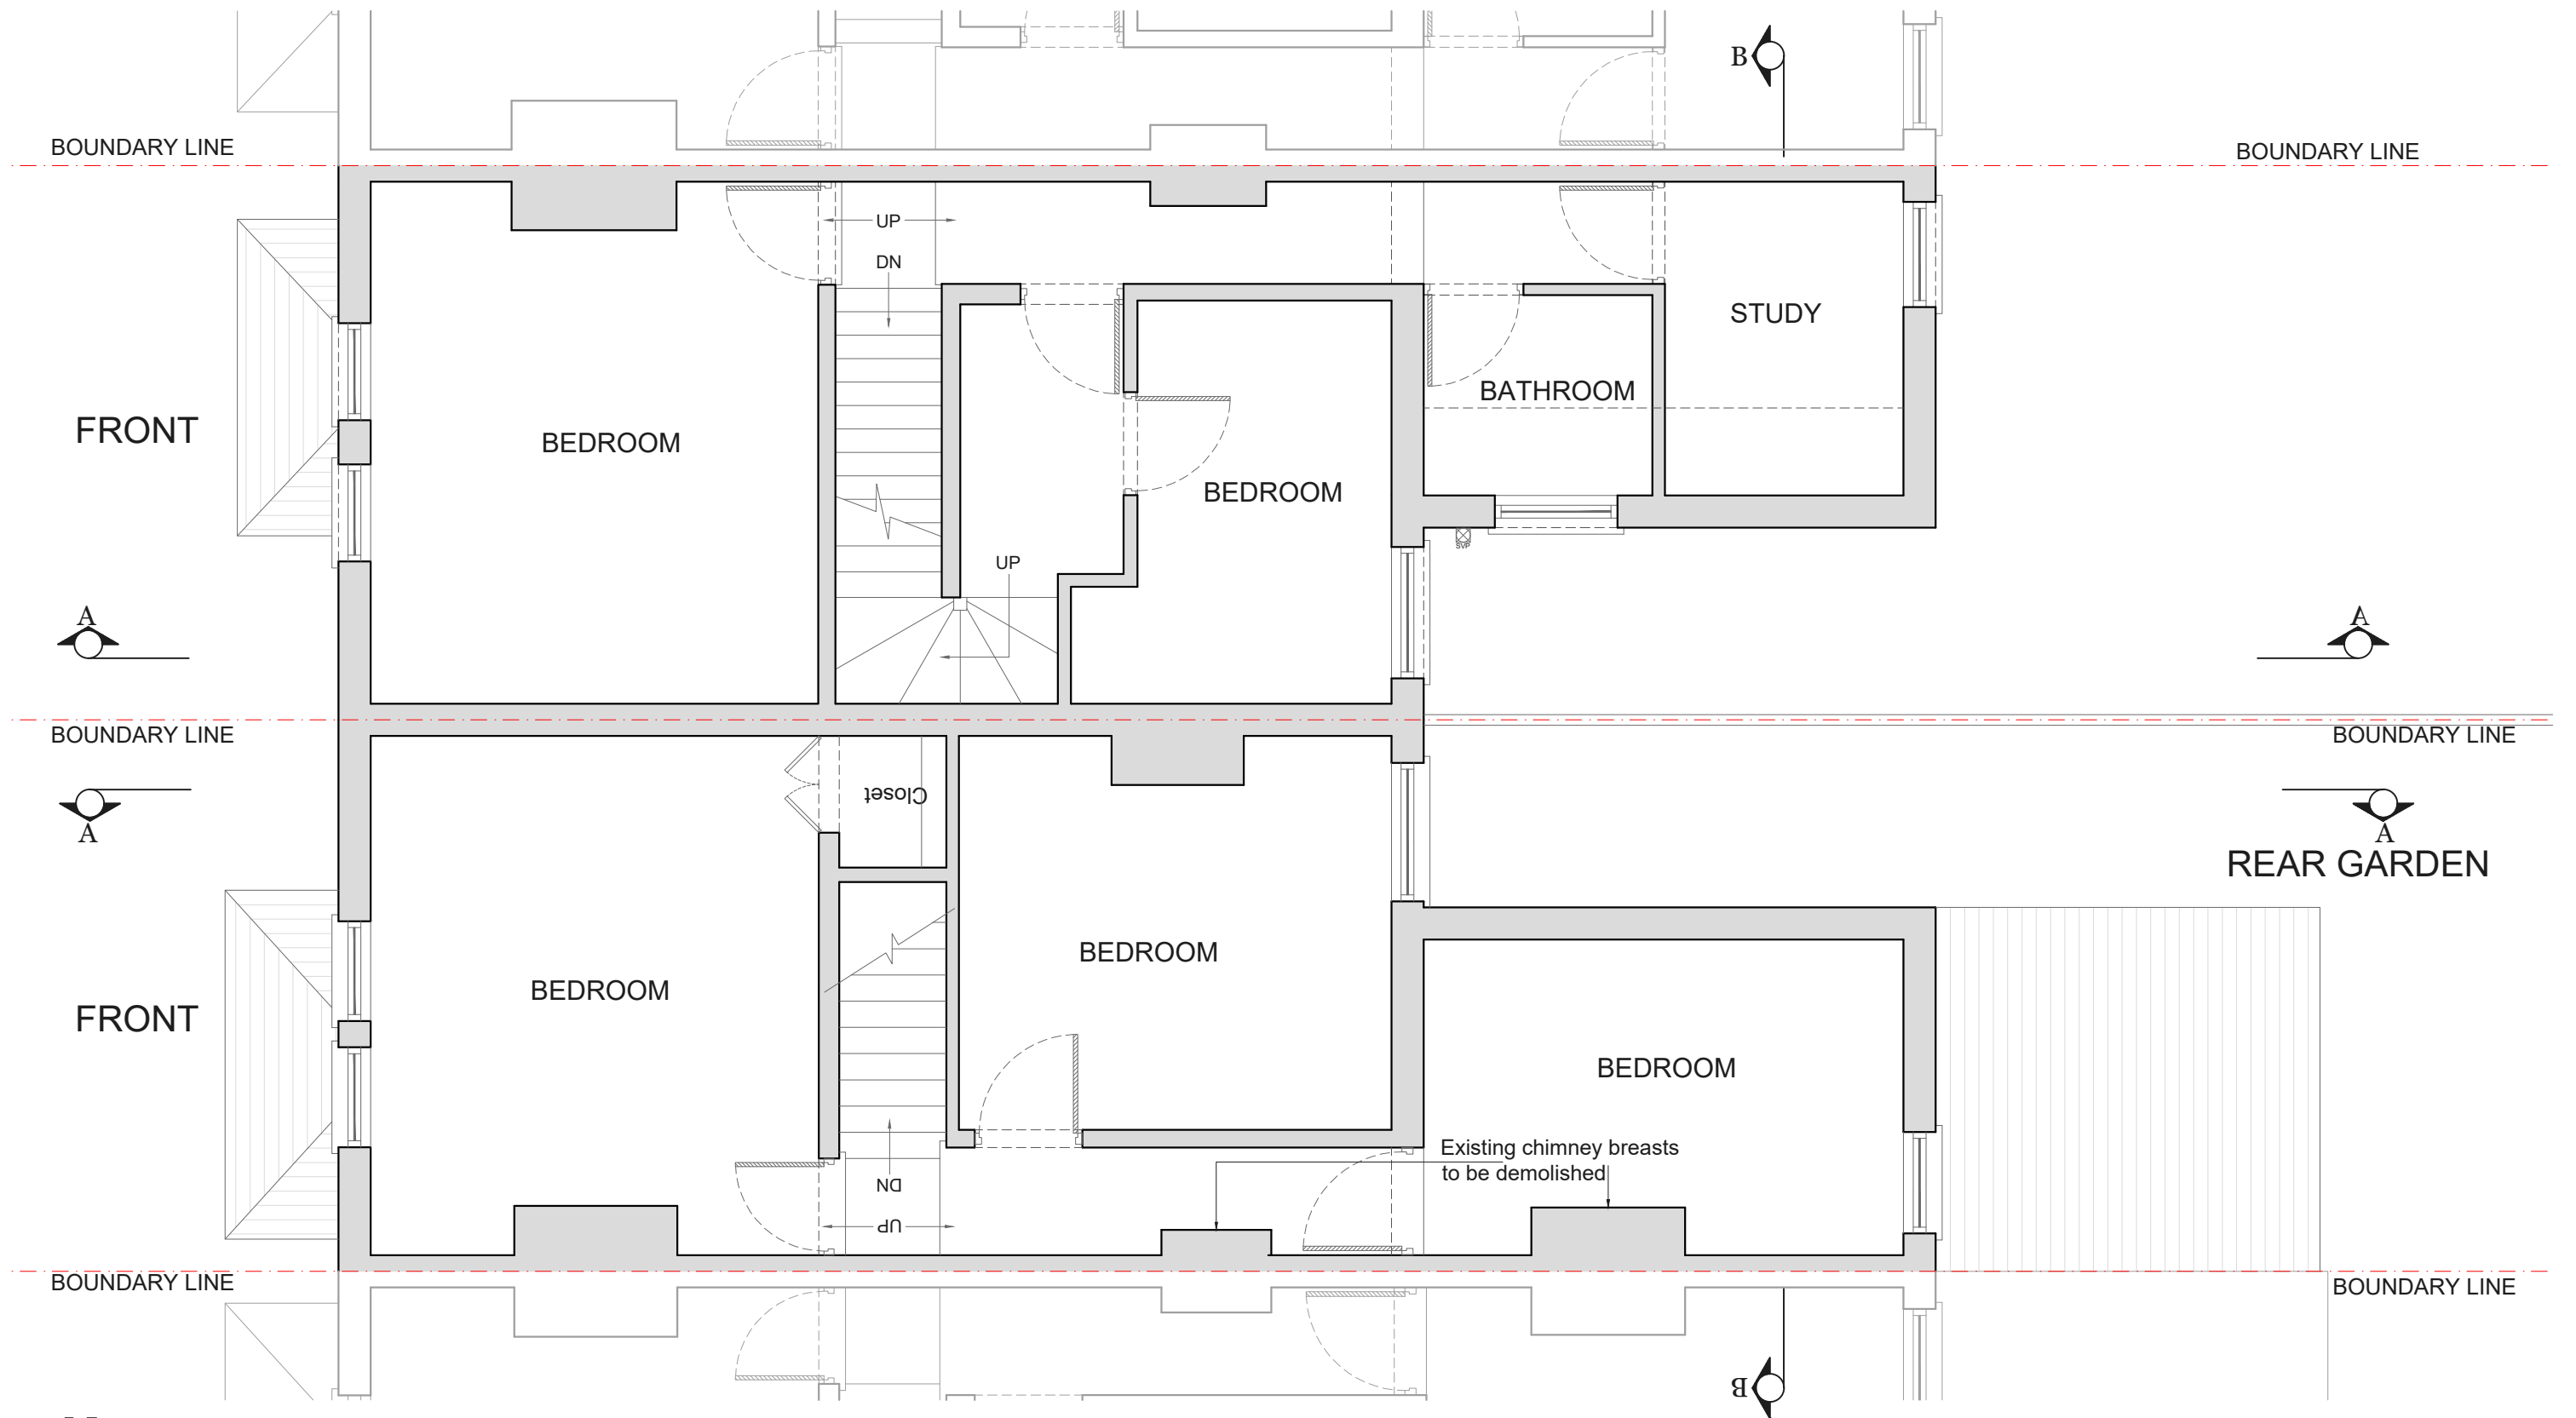 B
BOUNDARY LINE
BOUNDARY LINE
UP
DN
STUDY
BATHROOM
FRONT
BEDROOM
BEDROOM
SVP
UP
A
A
BOUNDARY LINE
BOUNDARY LINE
Closet
A
A
REAR GARDEN
BEDROOM
BEDROOM
FRONT
BEDROOM
Existing chimney breasts
to be demolished
DN
UP
BOUNDARY LINE
BOUNDARY LINE
B